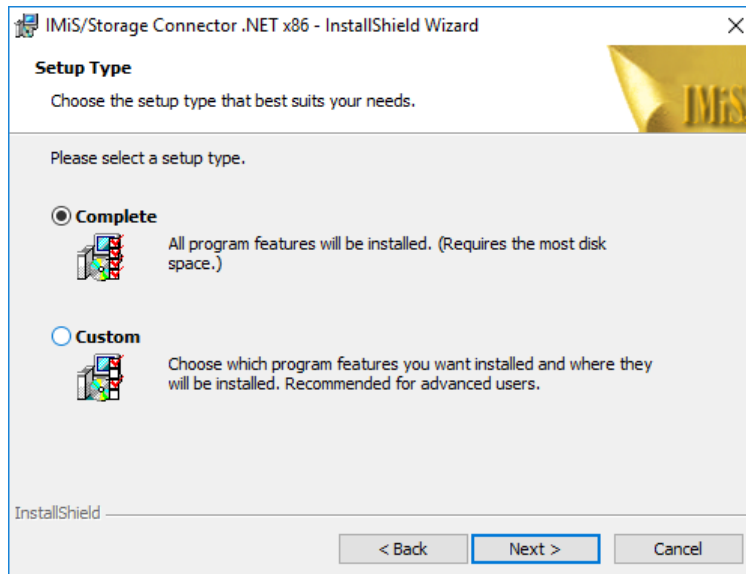 IMiS/Storage Connector .NET x86 - InstallShield Wizard
Setup Type
Choose the setup type that best suits your needs.
IMiS
Please select a setup type.
Complete
All program features will be installed. (Requires the most disk
space.)
Custom
Choose which program features you want installed and where they
will be installed. Recommended for advanced users.
InstallShield
< Back
Next >
Cancel